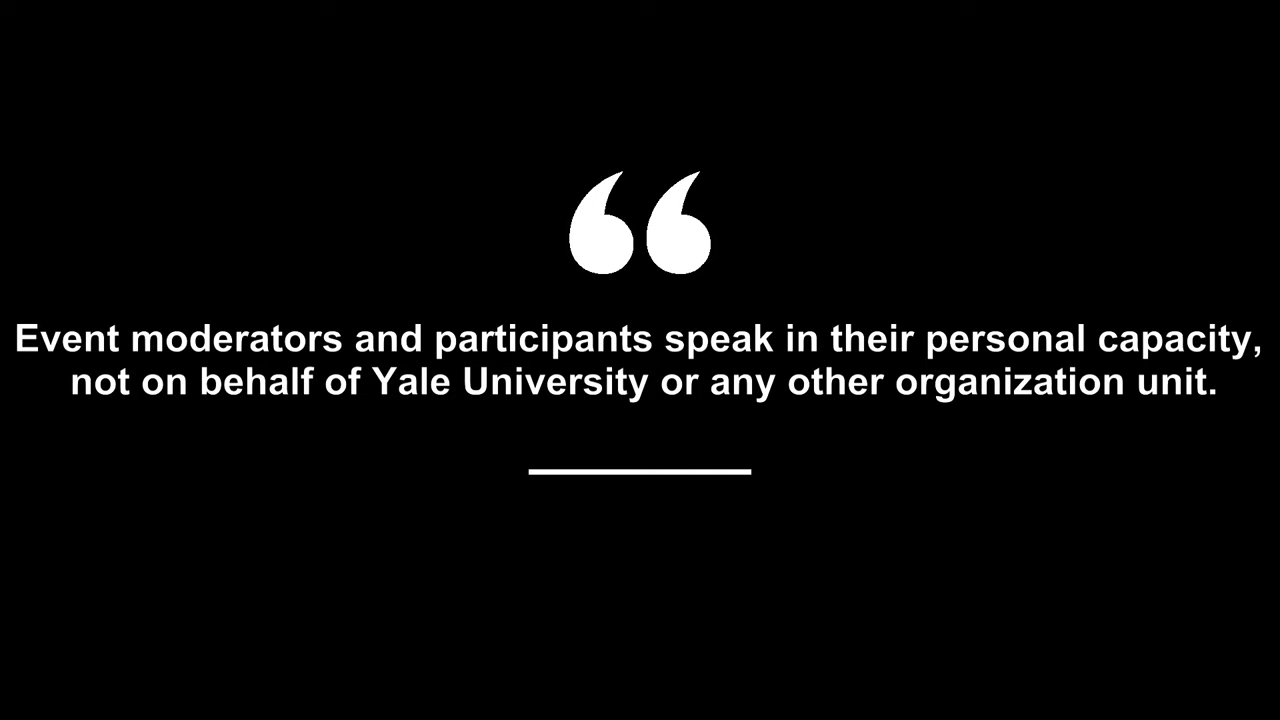 “
Event moderators and participants speak in their personal capacity,
not on behalf of Yale University or any other organization unit.